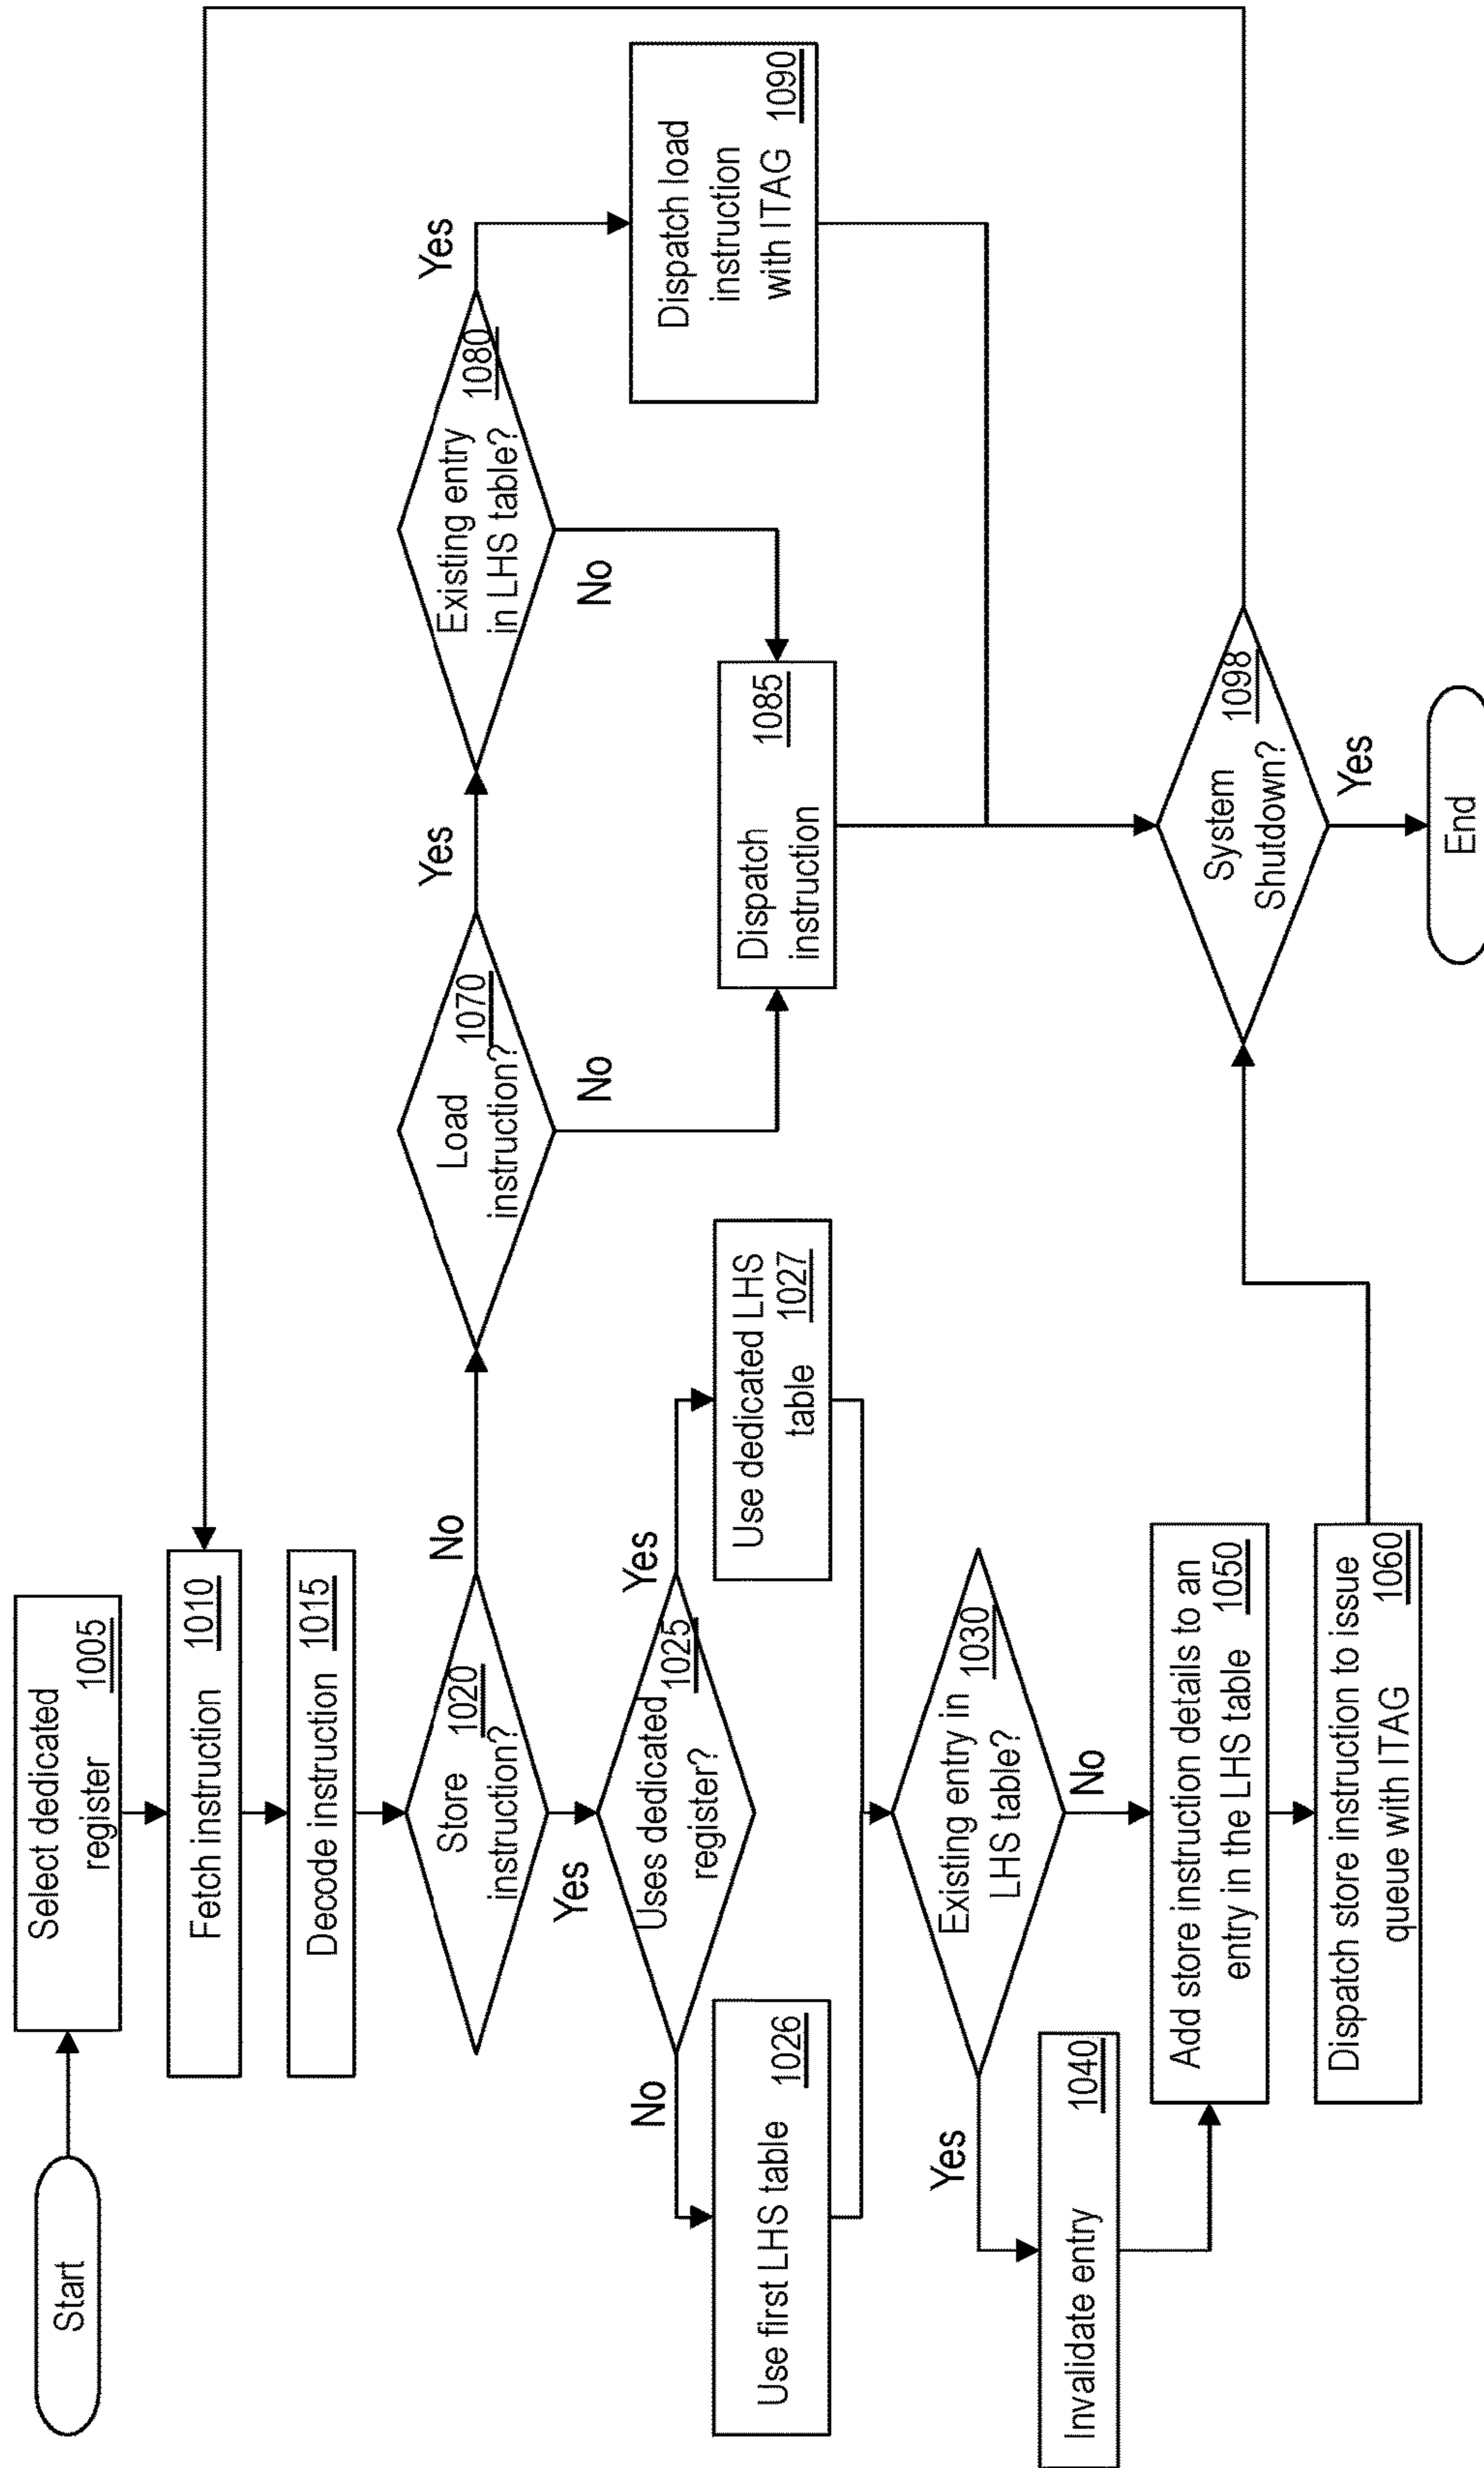 Start
Select dedicated
register 1005
Fetch instruction 1010
Decode instruction 1015
Store 1020
instruction?
No
Yes
Load 1070
instruction?
Yes
No
Existing entry 1080
in LHS table?
Yes
No
Dispatch load
instruction
with ITAG 1090
Dispatch 1085
instruction
Uses dedicated 1025
register?
No
Yes
Use first LHS table 1026
Use dedicated LHS
table 1027
Existing entry in 1030
LHS table?
Yes
No
Invalidate entry 1040
Add store instruction details to an
entry in the LHS table 1050
Dispatch store instruction to issue
queue with ITAG 1060
System 1098
Shutdown?
Yes
End